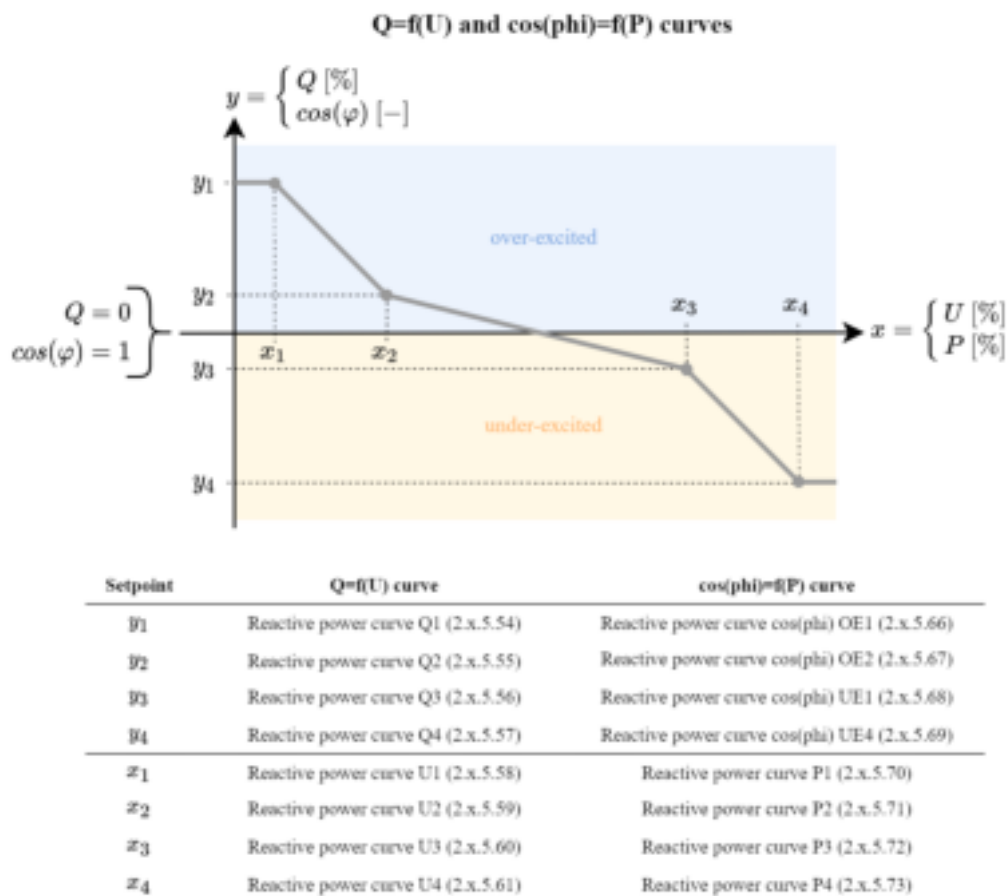 Q=f(U) and cos(phi)=f(P) curves
y = { Q [%]
cos(φ) [−]
y₁
over-excited
y₂
x₃ x₄
Q = 0
cos(φ) = 1
x = { U [%]
P [%]
x₁ x₂
y₃
under-excited
y₄
Setpoint Q=f(U) curve cos(phi)=f(P) curve
y₁ Reactive power curve Q1 (2.x.5.54) Reactive power curve cos(phi) OE1 (2.x.5.66)
y₂ Reactive power curve Q2 (2.x.5.55) Reactive power curve cos(phi) OE2 (2.x.5.67)
y₃ Reactive power curve Q3 (2.x.5.56) Reactive power curve cos(phi) UE1 (2.x.5.68)
y₄ Reactive power curve Q4 (2.x.5.57) Reactive power curve cos(phi) UE4 (2.x.5.69)
x₁ Reactive power curve U1 (2.x.5.58) Reactive power curve P1 (2.x.5.70)
x₂ Reactive power curve U2 (2.x.5.59) Reactive power curve P2 (2.x.5.71)
x₃ Reactive power curve U3 (2.x.5.60) Reactive power curve P3 (2.x.5.72)
x₄ Reactive power curve U4 (2.x.5.61) Reactive power curve P4 (2.x.5.73)